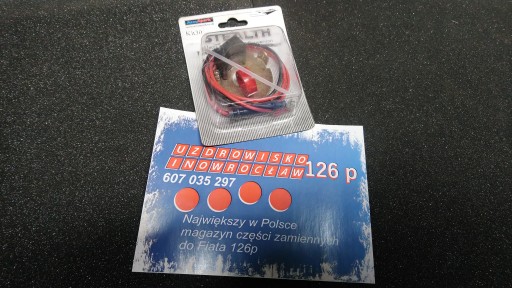 STEALTH
UZDROWISKO
INOWROCŁAW
126 p
607 035 297
Największy w Polsce
magazyn części zamiennych
do Fiata 126p